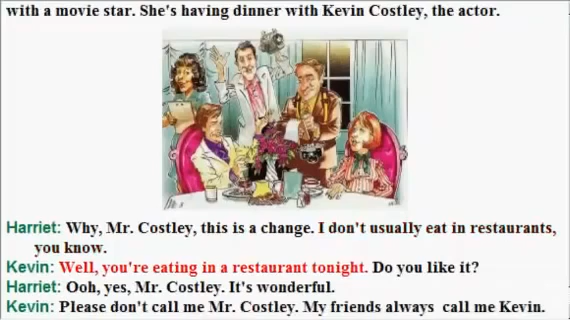 with a movie star. She's having dinner with Kevin Costley, the actor.
Harriet: Why, Mr. Costley, this is a change. I don't usually eat in restaurants,
you know.
Kevin: Well, you're eating in a restaurant tonight. Do you like it?
Harriet: Ooh, yes, Mr. Costley. It's wonderful.
Kevin: Please don't call me Mr. Costley. My friends always call me Kevin.